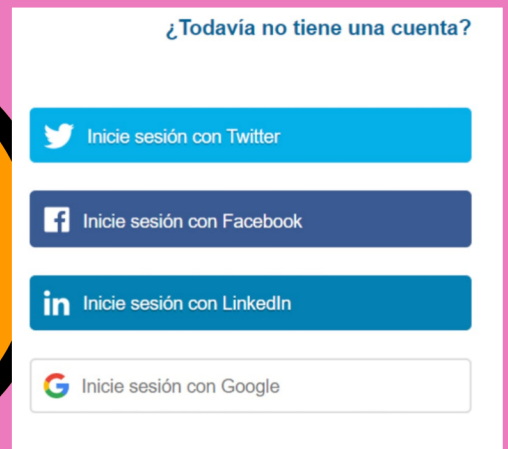 ¿Todavía no tiene una cuenta?
Inicie sesión con Twitter
Inicie sesión con Facebook
in Inicie sesión con LinkedIn
Inicie sesión con Google